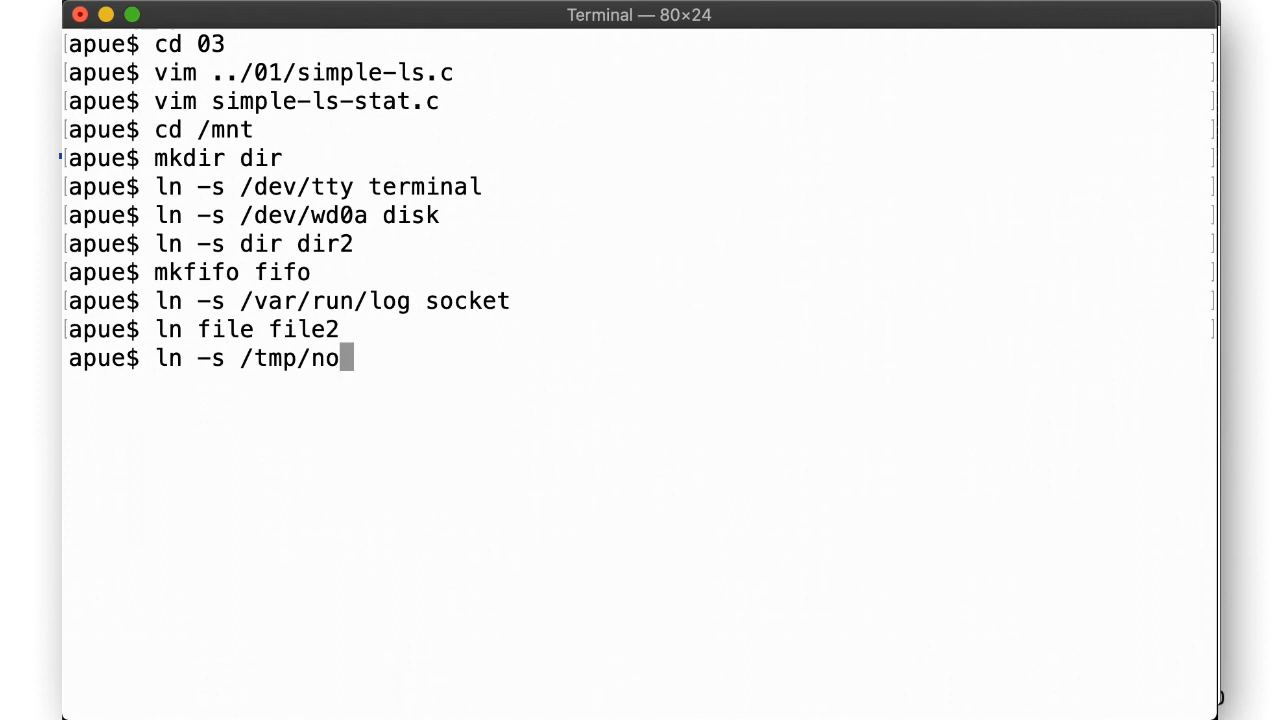 Terminal — 80×24
apue$ cd 03
apue$ vim ../01/simple-ls.c
apue$ vim simple-ls-stat.c
apue$ cd /mnt
apue$ mkdir dir
apue$ ln -s /dev/tty terminal
apue$ ln -s /dev/wd0a disk
apue$ ln -s dir dir2
apue$ mkfifo fifo
apue$ ln -s /var/run/log socket
apue$ ln file file2
apue$ ln -s /tmp/no